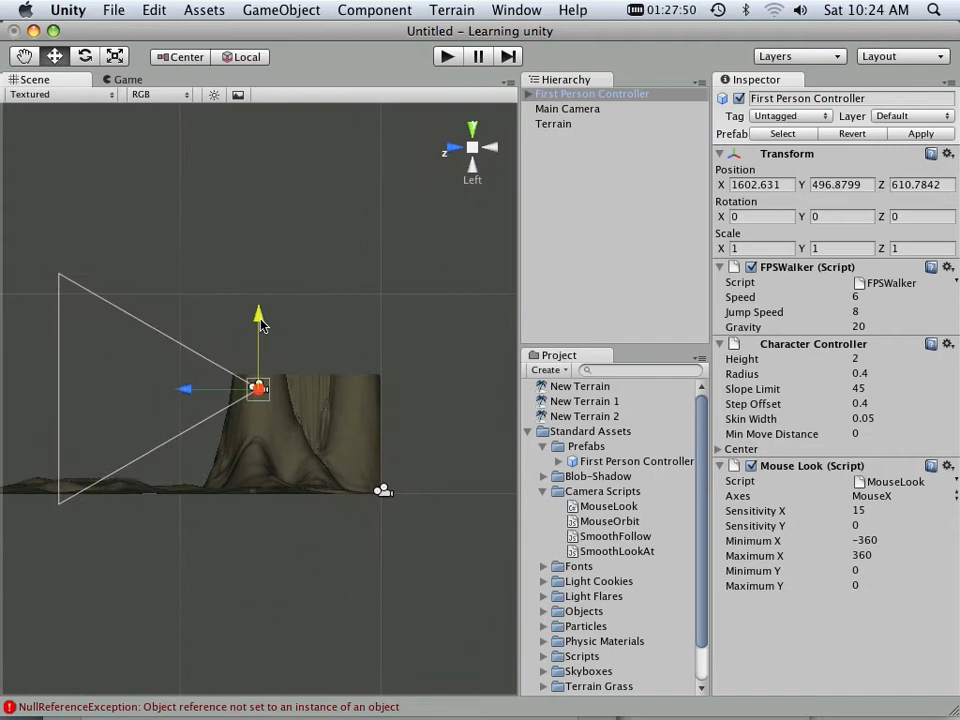 Unity File Edit Assets GameObject Component Terrain Window Help 01:27:50 Sat 10:24 AM
Untitled - Learning unity
Center Local Layers Layout
Scene Game
Textured RGB
y
z
Left
Hierarchy
First Person Controller
Main Camera
Terrain
Project
Create
New Terrain
New Terrain 1
New Terrain 2
Standard Assets
Prefabs
First Person Controller
Blob-Shadow
Camera Scripts
MouseLook
MouseOrbit
SmoothFollow
SmoothLookAt
Fonts
Light Cookies
Light Flares
Objects
Particles
Physic Materials
Scripts
Skyboxes
Terrain Grass
Inspector
First Person Controller
Tag Untagged Layer Default
Prefab Select Revert Apply
Transform
Position
X 1602.631 Y 496.8799 Z 610.7842
Rotation
X 0 Y 0 Z 0
Scale
X 1 Y 1 Z 1
FPSWalker (Script)
Script FPSWalker
Speed 6
Jump Speed 8
Gravity 20
Character Controller
Height 2
Radius 0.4
Slope Limit 45
Step Offset 0.4
Skin Width 0.05
Min Move Distance 0
Center
Mouse Look (Script)
Script MouseLook
Axes MouseX
Sensitivity X 15
Sensitivity Y 0
Minimum X -360
Maximum X 360
Minimum Y 0
Maximum Y 0
NullReferenceException: Object reference not set to an instance of an object